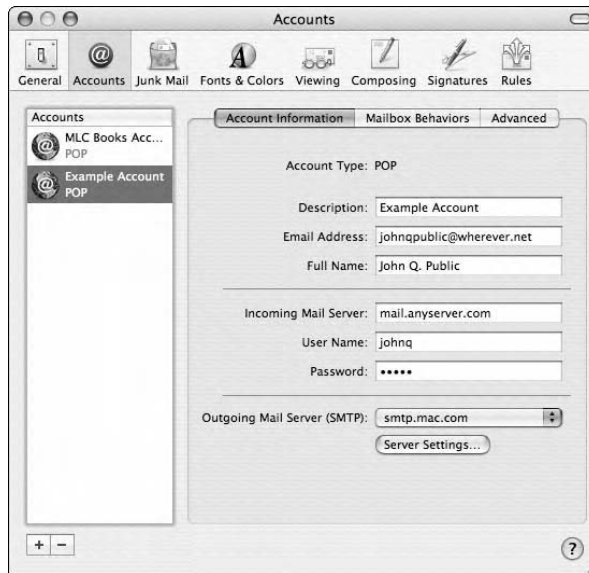 Accounts
General Accounts Junk Mail Fonts & Colors Viewing Composing Signatures Rules
Accounts
MLC Books Acc...
POP
Example Account
POP
Account Information Mailbox Behaviors Advanced
Account Type: POP
Description: Example Account
Email Address: johnqpublic@wherever.net
Full Name: John Q. Public
Incoming Mail Server: mail.anyserver.com
User Name: johnq
Password: •••••
Outgoing Mail Server (SMTP): smtp.mac.com
Server Settings...
+ −
?